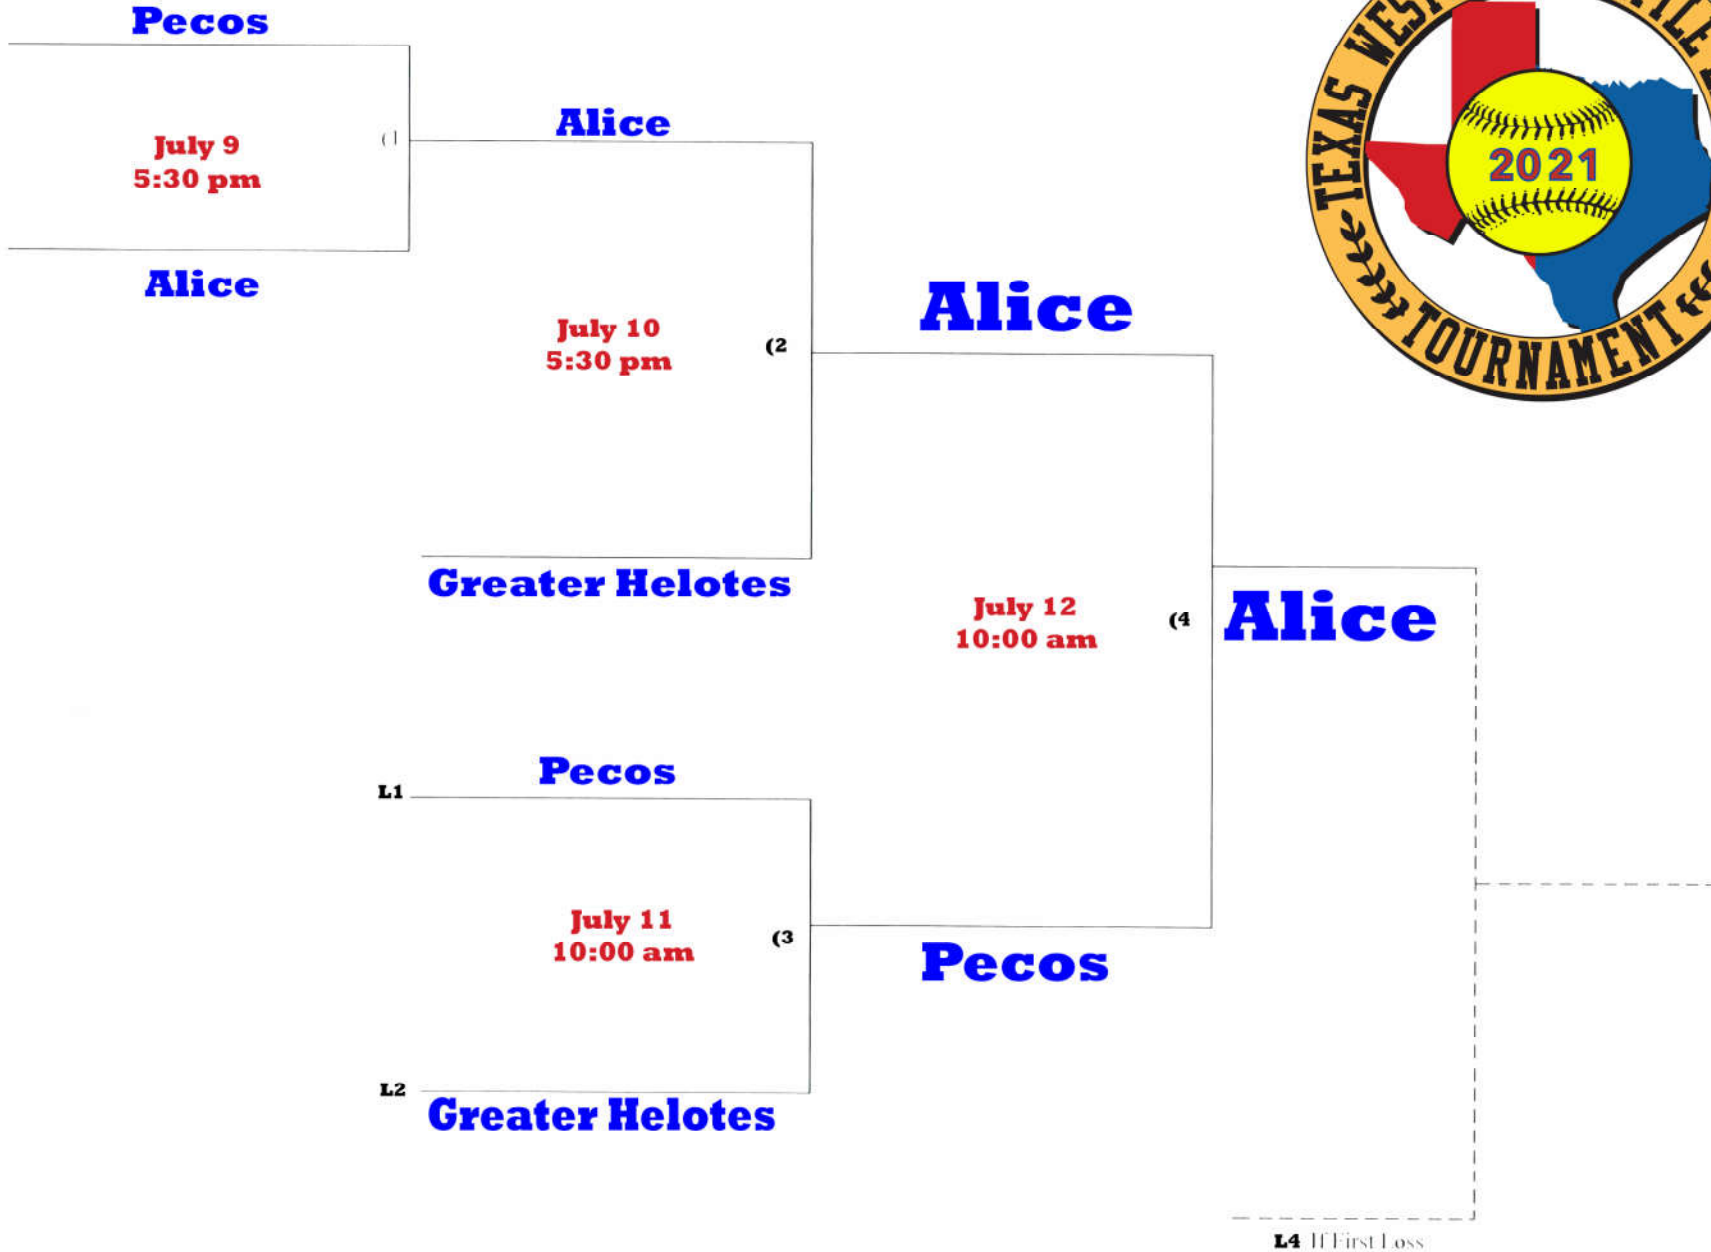 Pecos
TEXAS WEST
2021
TOURNAMENT
(1
Alice
July 9
5:30 pm
Alice
Alice
July 10
5:30 pm
(2
Greater Helotes
July 12
10:00 am
(4
Alice
Pecos
L1
July 11
10:00 am
(3
Pecos
L2
Greater Helotes
L4 If First Loss